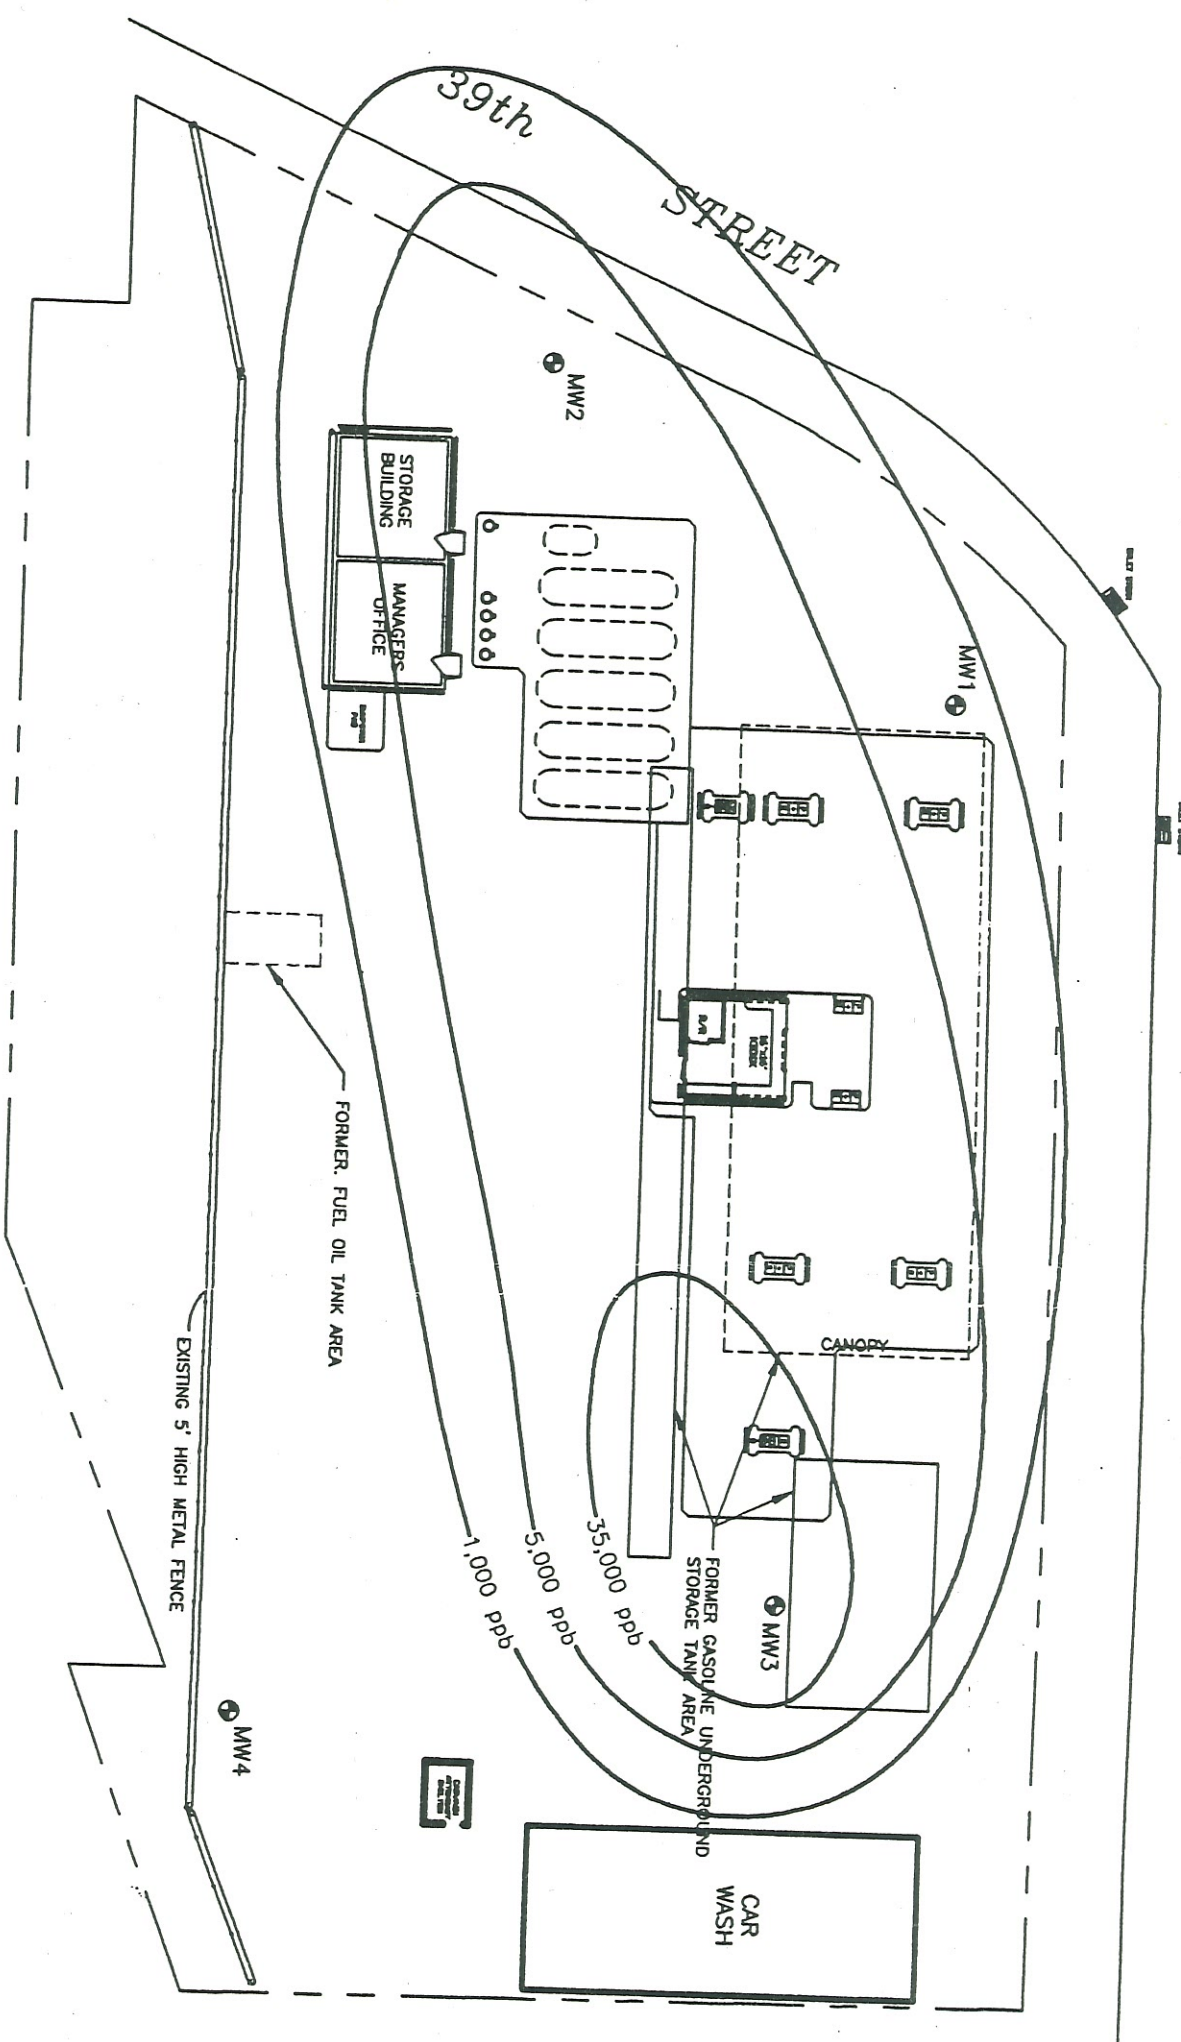 39th
STREET
MW2
STORAGE
BUILDING
MANAGERS
OFFICE
MW1
R/R
CANOPY
FORMER. FUEL OIL TANK AREA
EXISTING 5' HIGH METAL FENCE
35,000 ppb
5,000 ppb
1,000 ppb
FORMER GASOLINE UNDERGROUND
STORAGE TANK AREA
MW3
MW4
CAR
WASH